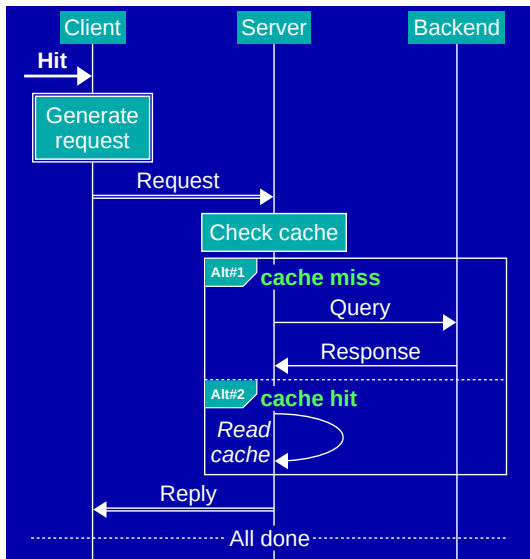 Client Server Backend
Hit
Generate
request
Request
Check cache
Alt#1 cache miss
Query
Response
Alt#2 cache hit
Read
cache
Reply
All done